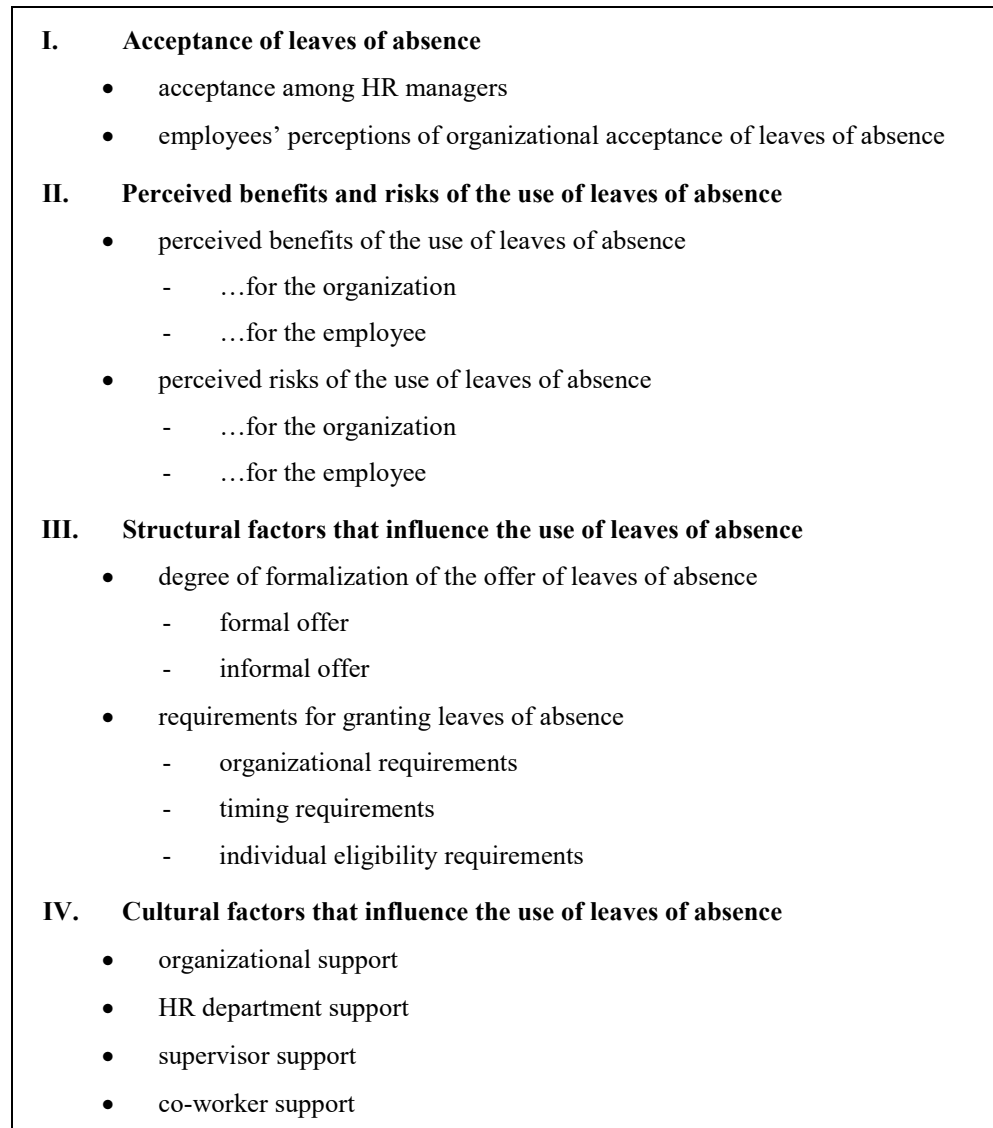 I. Acceptance of leaves of absence
• acceptance among HR managers
• employees’ perceptions of organizational acceptance of leaves of absence
II. Perceived benefits and risks of the use of leaves of absence
• perceived benefits of the use of leaves of absence
- …for the organization
- …for the employee
• perceived risks of the use of leaves of absence
- …for the organization
- …for the employee
III. Structural factors that influence the use of leaves of absence
• degree of formalization of the offer of leaves of absence
- formal offer
- informal offer
• requirements for granting leaves of absence
- organizational requirements
- timing requirements
- individual eligibility requirements
IV. Cultural factors that influence the use of leaves of absence
• organizational support
• HR department support
• supervisor support
• co-worker support